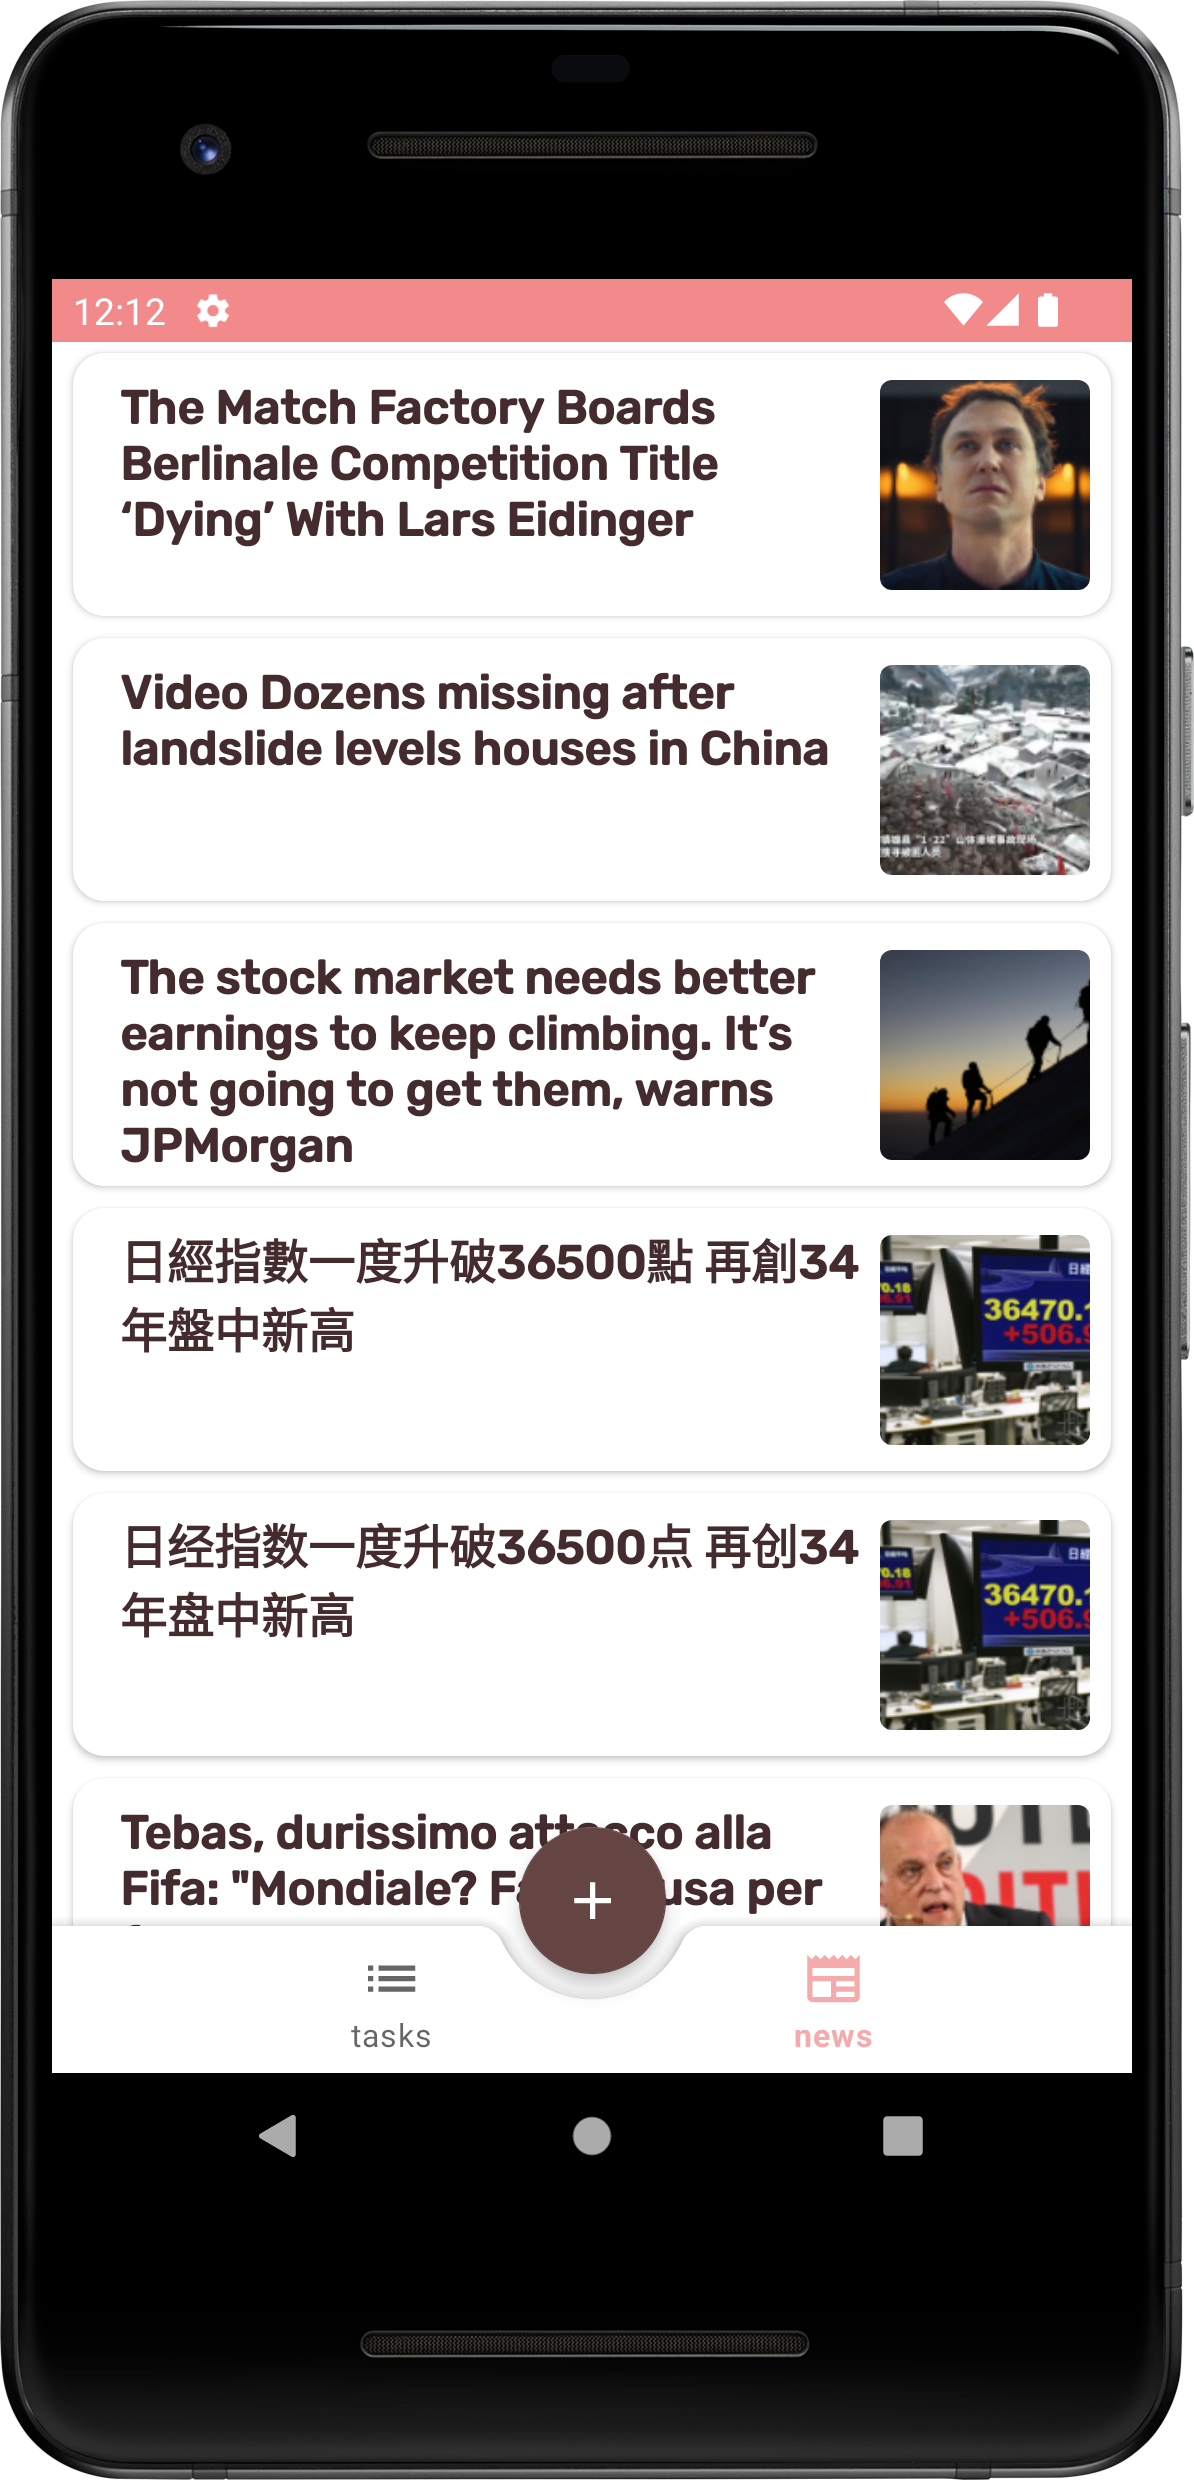 12:12
The Match Factory Boards
Berlinale Competition Title
‘Dying’ With Lars Eidinger
Video Dozens missing after
landslide levels houses in China
The stock market needs better
earnings to keep climbing. It’s
not going to get them, warns
JPMorgan
日經指數一度升破36500點 再創34
年盤中新高
36470.1
+506.9
日经指数一度升破36500点 再创34
年盘中新高
36470.1
+506.9
Tebas, durissimo attacco alla
Fifa: "Mondiale? usa per
tasks
news